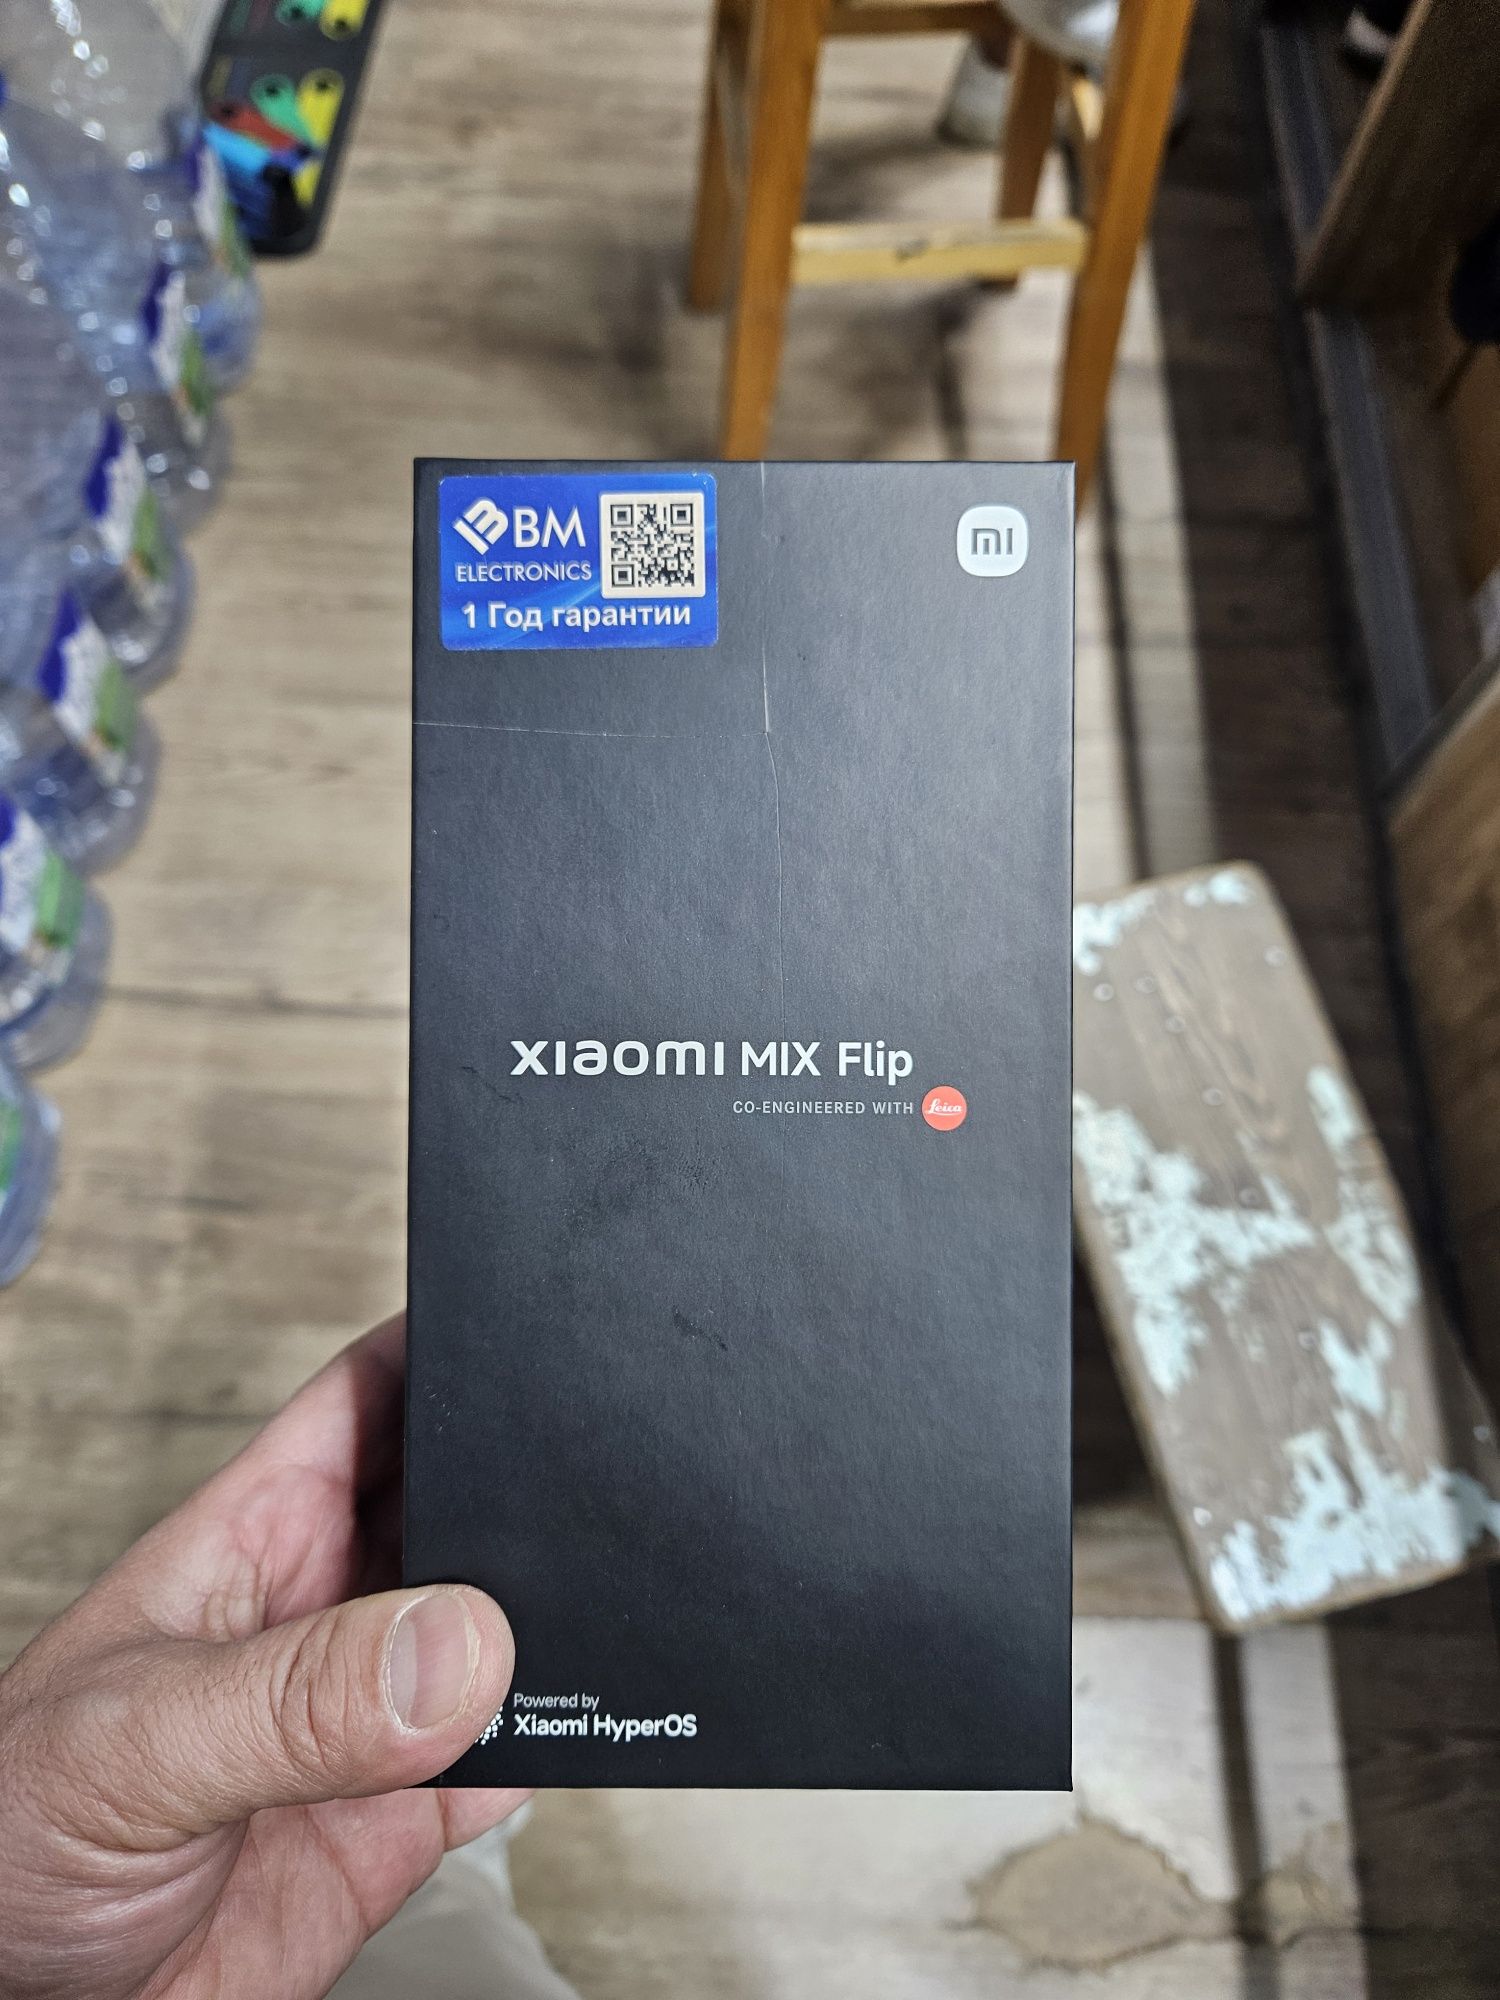 BM
ELECTRONICS
1 Год гарантии
mi
xiaomi MIX Flip
CO-ENGINEERED WITH Leica
Powered by
Xiaomi HyperOS